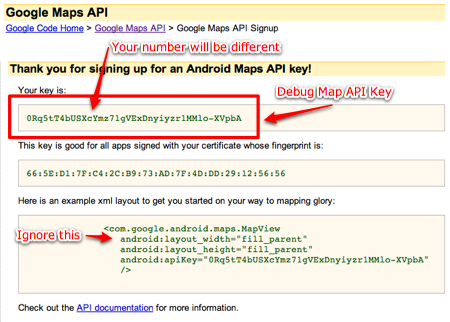 Google Maps API
Google Code Home > Google Maps API > Google Maps API Signup
Your number will be different
Thank you for signing up for an Android Maps API key!
Your key is:
Debug Map API Key
0Rq5tT4bUSXcYmz7lgVExDnyiyzr1MMlo-XVpbA
This key is good for all apps signed with your certificate whose fingerprint is:
66:5E:D1:7F:C4:2C:B9:73:AD:7F:4D:DD:29:12:56:56
Here is an example xml layout to get you started on your way to mapping glory:
<com.google.android.maps.MapView
Ignore this
android:layout_width="fill_parent"
android:layout_height="fill_parent"
android:apiKey="0Rq5tT4bUSXcYmz7lgVExDnyiyzr1MMlo-XVpbA"
/>
Check out the API documentation for more information.